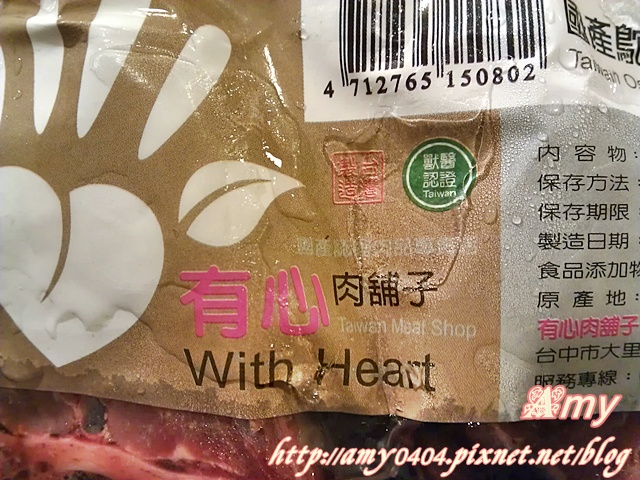 4 712765 150802
國產鴕
Taiwan Os
台灣
製造
獸醫
認證
Taiwan
內容物:
保存方法:
保存期限
製造日期
食品添加物
原產地:
有心肉舖子
台中市大里
服務專線:
有心肉舖子
Taiwan Meat Shop
With Heart
Amy
http://amy0404.pixnet.net/blog